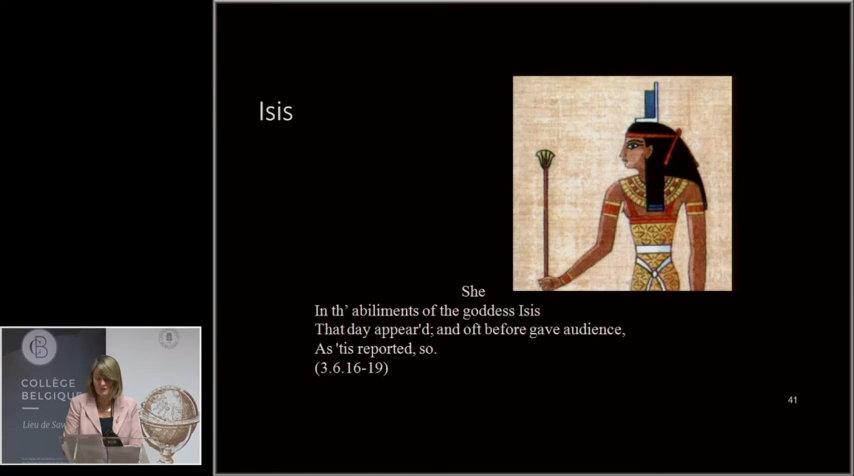 Isis
She
In th’ abiliments of the goddess Isis
That day appear'd; and oft before gave audience,
As 'tis reported, so.
(3.6.16-19)
41
COLLÈGE
BELGIQUE
Lieu de Sav